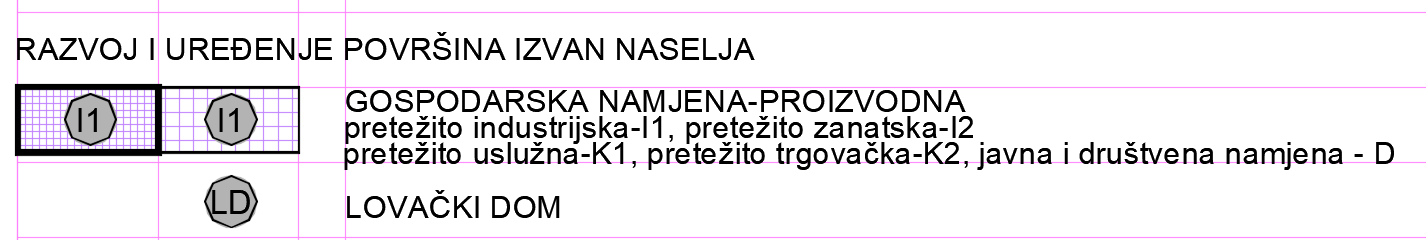 RAZVOJ I UREĐENJE POVRŠINA IZVAN NASELJA
I1 I1 GOSPODARSKA NAMJENA-PROIZVODNA
pretežito industrijska-I1, pretežito zanatska-I2
pretežito uslužna-K1, pretežito trgovačka-K2, javna i društvena namjena - D
LD LOVAČKI DOM